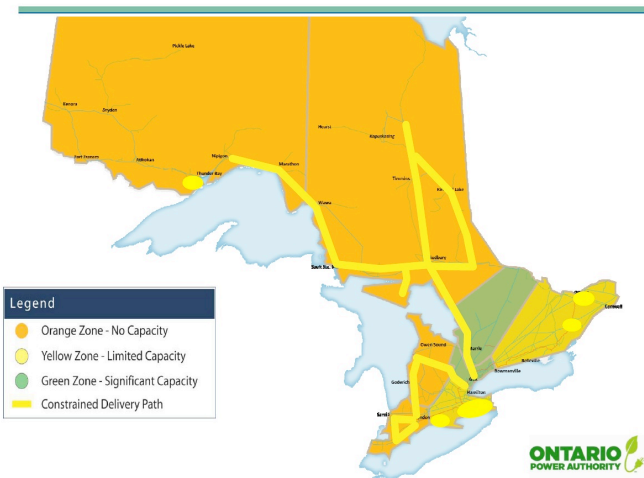 Pickle Lake
Kenora
Dryden
Hearst
Kapuskasing
Fort Frances
Atikokan
Nipigon
Marathon
Thunder Bay
Timmins
Wawa
Owen Sound
Barrie
Goderich
Hamilton
Bowmanville
Belleville
Cornwall
Legend
Orange Zone - No Capacity
Yellow Zone - Limited Capacity
Green Zone - Significant Capacity
Constrained Delivery Path
ONTARIO
POWER AUTHORITY